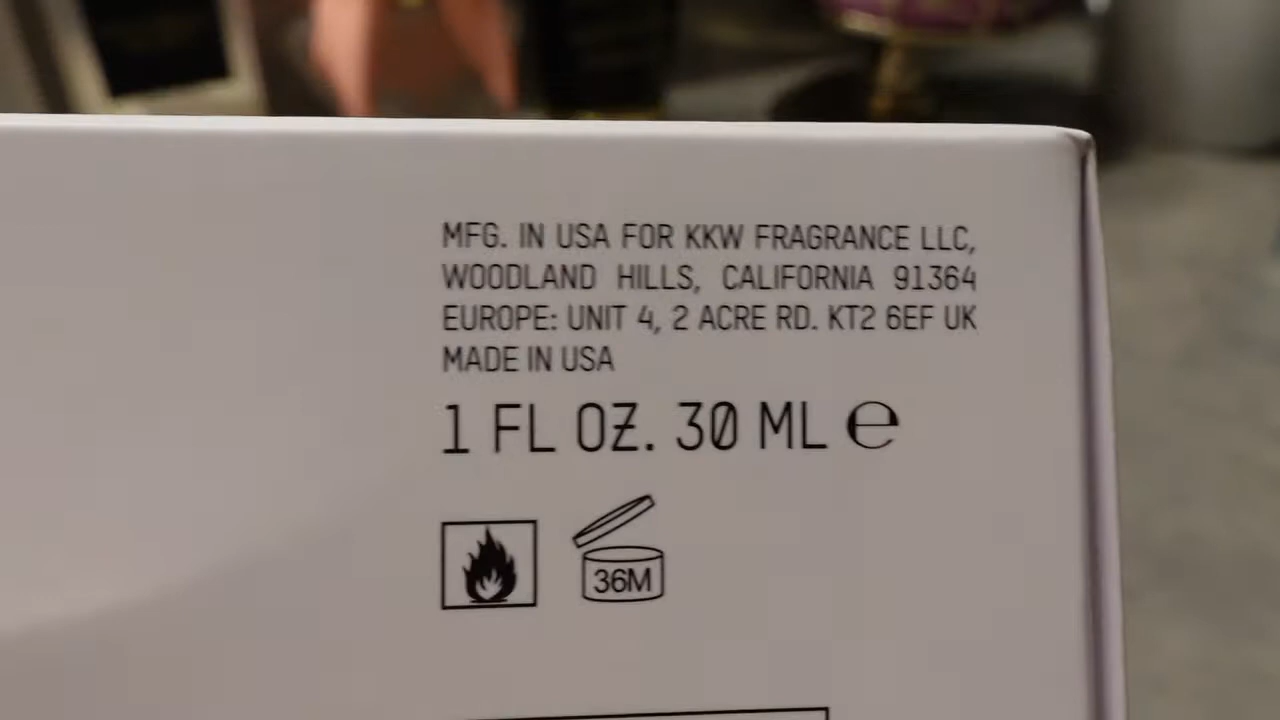 MFG. IN USA FOR KKW FRAGRANCE LLC,
WOODLAND HILLS, CALIFORNIA 91364
EUROPE: UNIT 4, 2 ACRE RD. KT2 6EF UK
MADE IN USA
1 FL OZ. 30 ML ℮
36M